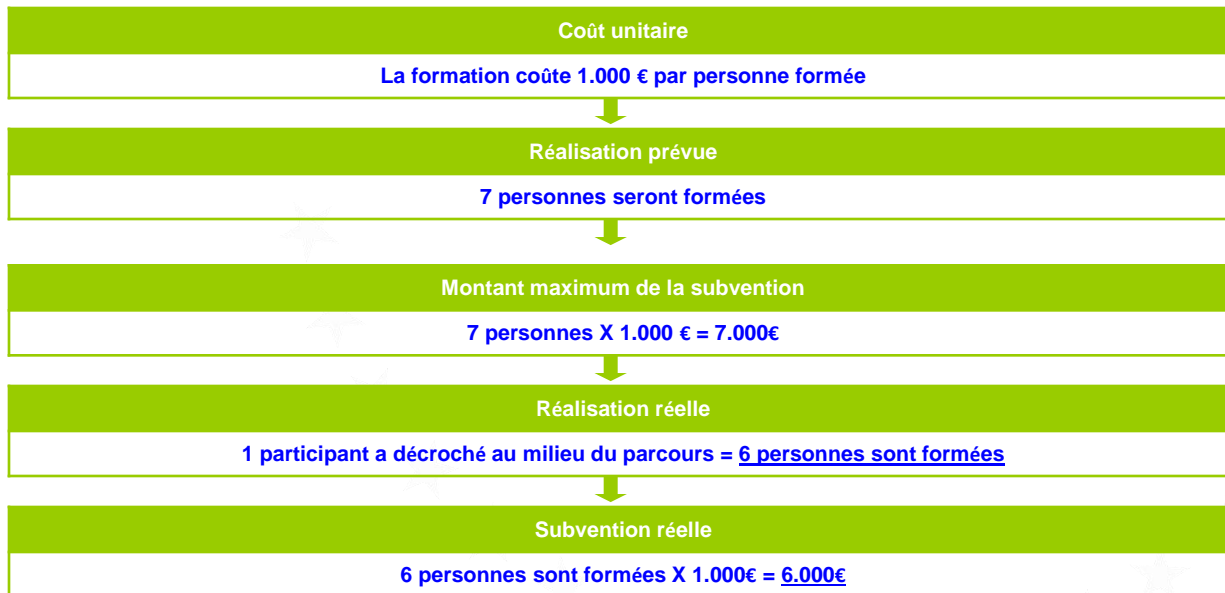 Coût unitaire
La formation coûte 1.000 € par personne formée
Réalisation prévue
7 personnes seront formées
Montant maximum de la subvention
7 personnes X 1.000 € = 7.000€
Réalisation réelle
1 participant a décroché au milieu du parcours = 6 personnes sont formées
Subvention réelle
6 personnes sont formées X 1.000€ = 6.000€